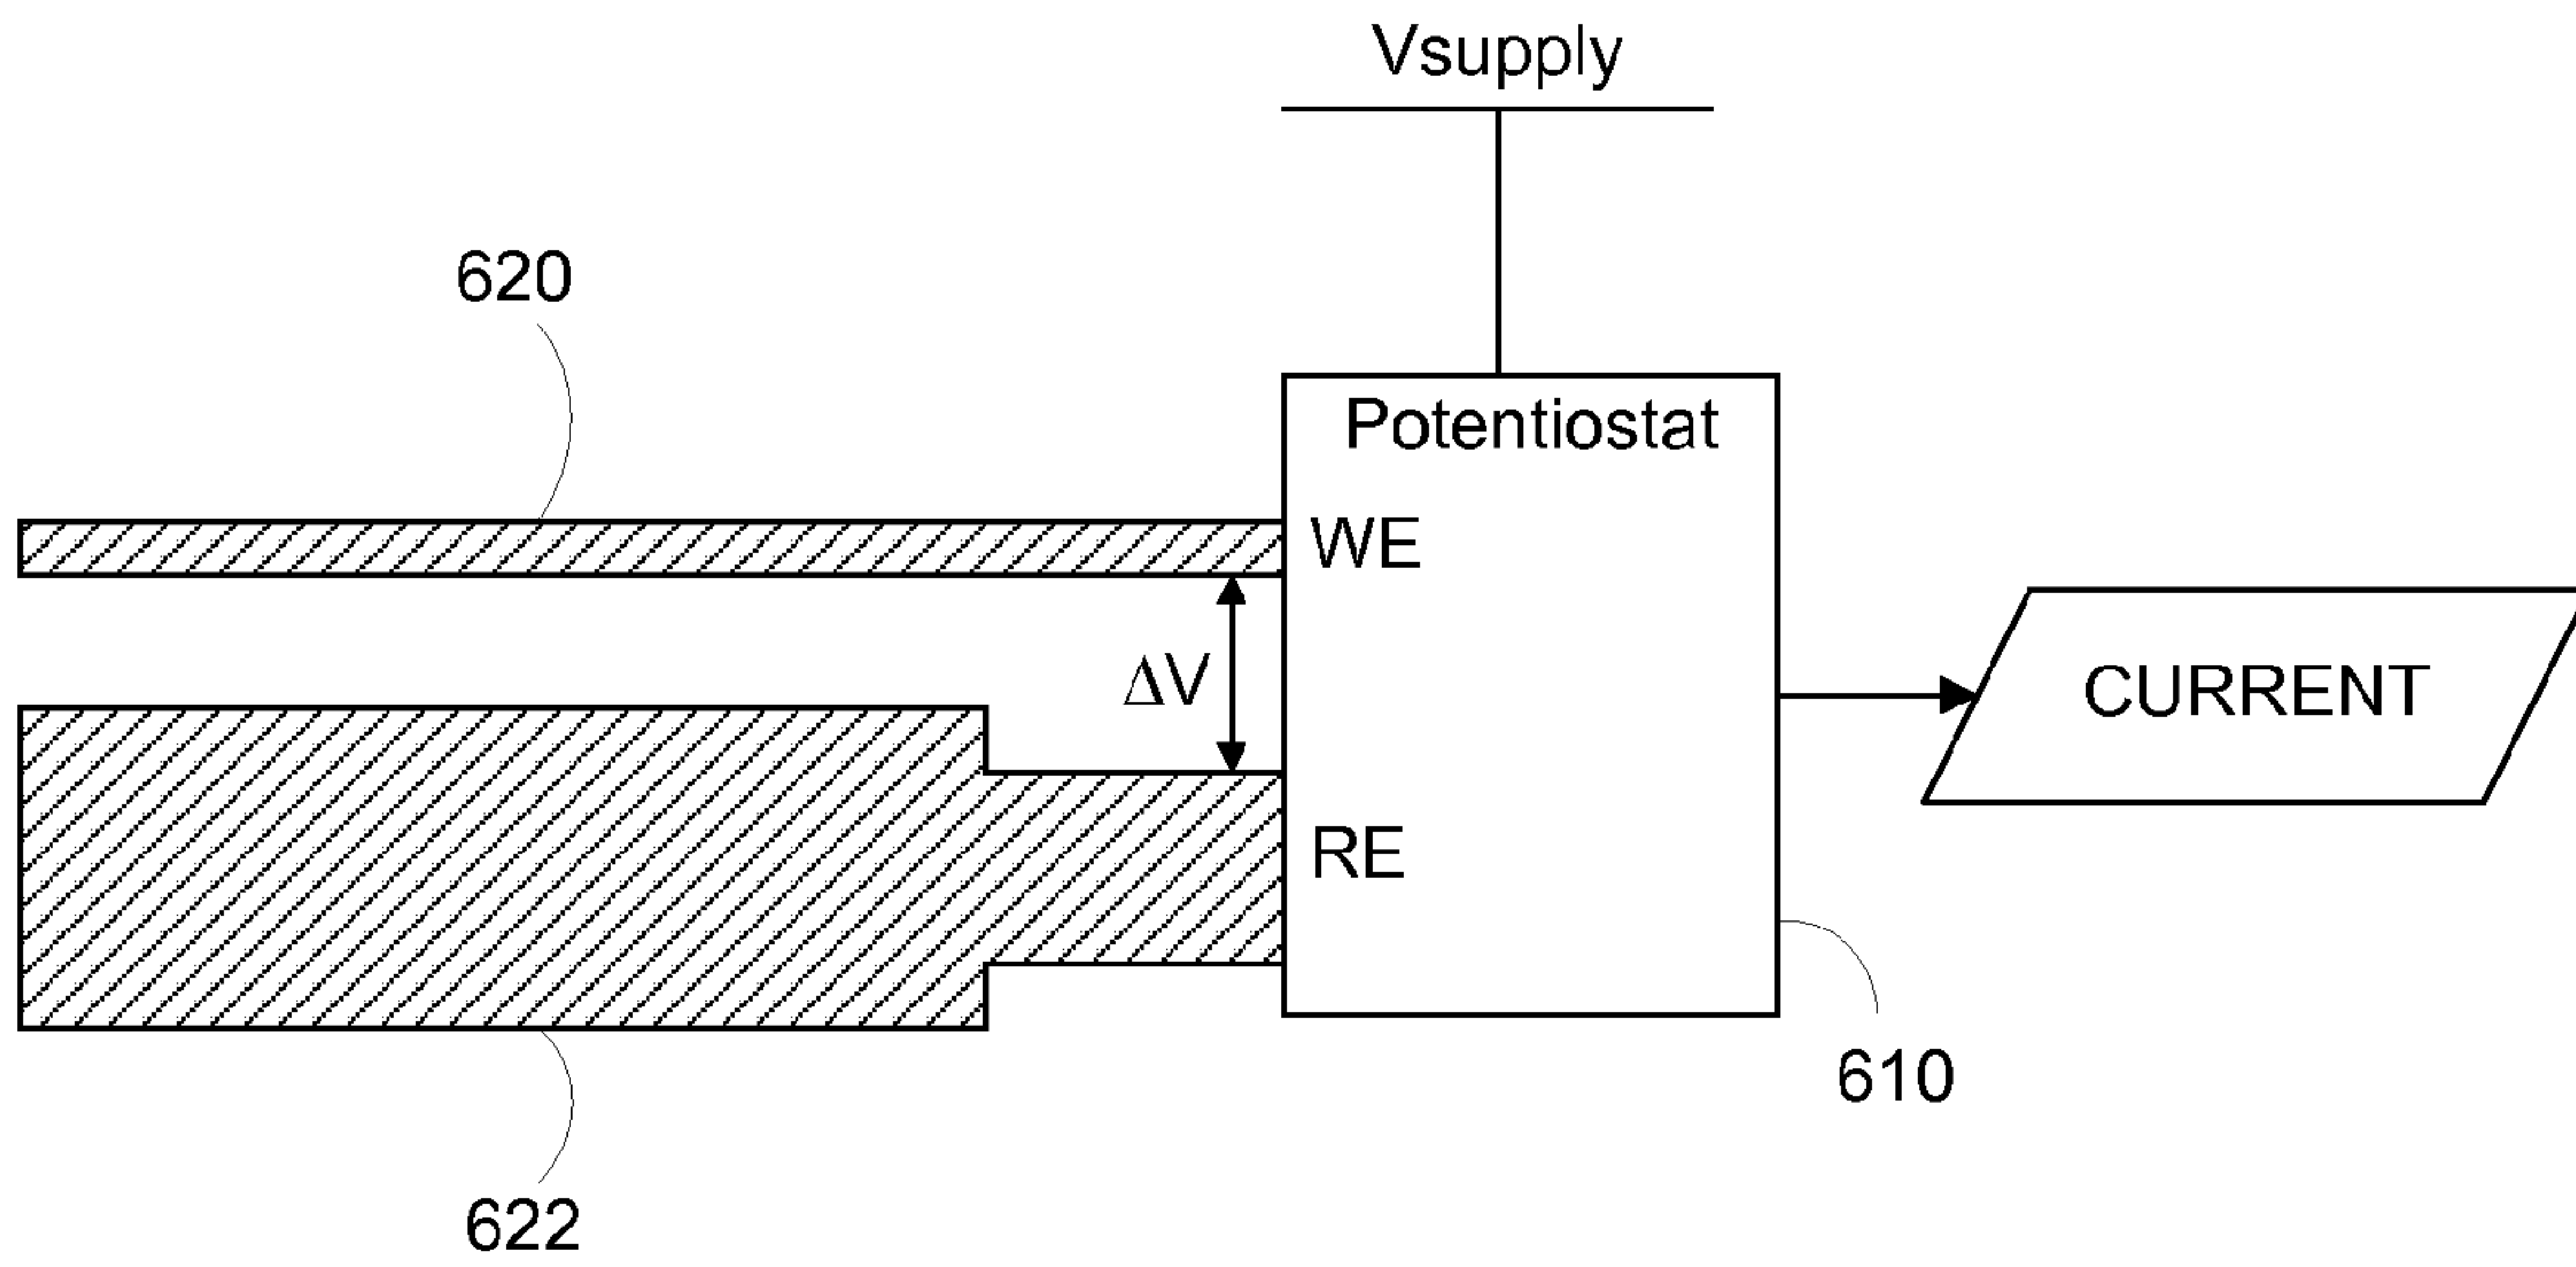 Vsupply
620
Potentiostat
WE
ΔV
CURRENT
RE
610
622